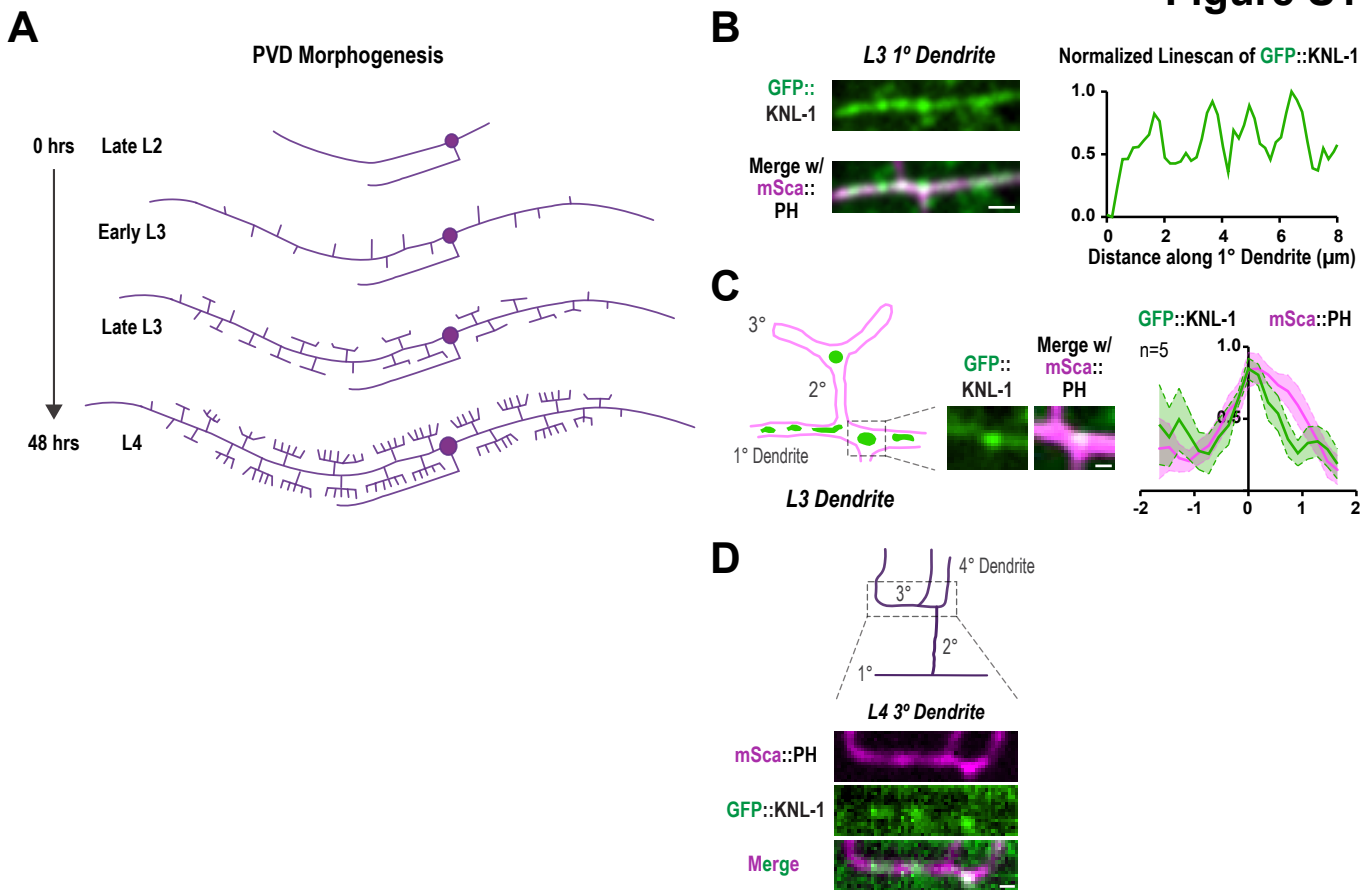 A
PVD Morphogenesis
0 hrs
Late L2
Early L3
Late L3
48 hrs
L4
B
L3 1º Dendrite
GFP::
KNL-1
Merge w/
mSca::
PH
Normalized Linescan of GFP::KNL-1
1.0
0.5
0.0
0 2 4 6 8
Distance along 1° Dendrite (µm)
C
3°
2°
1° Dendrite
L3 Dendrite
GFP::
KNL-1
Merge w/
mSca::
PH
GFP::KNL-1 mSca::PH
n=5
1.0
0.5
-2 -1 0 1 2
D
4° Dendrite
3°
2°
1°
L4 3º Dendrite
mSca::PH
GFP::KNL-1
Merge